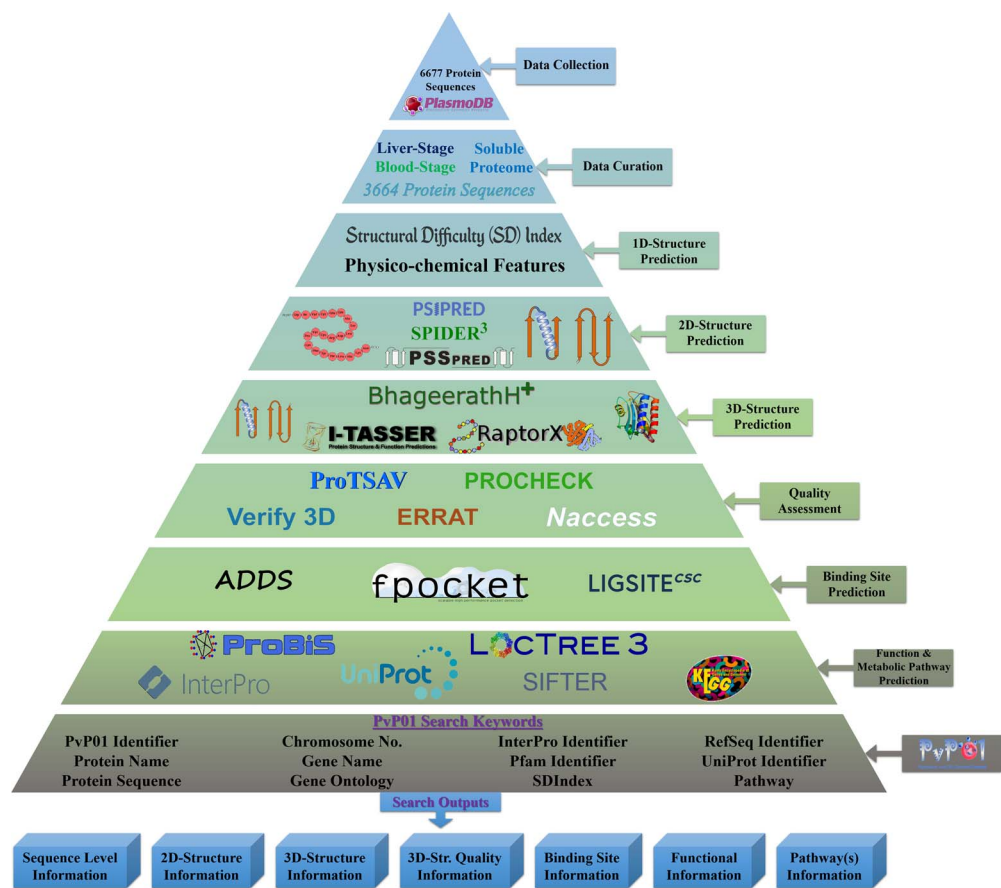 6677 Protein
Sequences
PlasmoDB
Data Collection
Liver-Stage Soluble
Blood-Stage Proteome
3664 Protein Sequences
Data Curation
Structural Difficulty (SD) Index
Physico-chemical Features
1D-Structure
Prediction
PSIPRED
SPIDER³
PSSPRED
2D-Structure
Prediction
BhageerathH+
I-TASSER
Protein Structure & Function Predictions
RaptorX
3D-Structure
Prediction
ProTSAV PROCHECK
Verify 3D ERRAT Naccess
Quality
Assessment
ADDS fpocket LIGSITEcsc
Binding Site
Prediction
ProBiS LOCTREE 3
InterPro UniProt SIFTER KEGG
Function &
Metabolic Pathway
Prediction
PvP01 Search Keywords
PvP01 Identifier Chromosome No. InterPro Identifier RefSeq Identifier
Protein Name Gene Name Pfam Identifier UniProt Identifier
Protein Sequence Gene Ontology SDIndex Pathway
PvP01
Search Outputs
Sequence Level 2D-Structure 3D-Structure 3D-Str. Quality Binding Site Functional Pathway(s)
Information Information Information Information Information Information Information